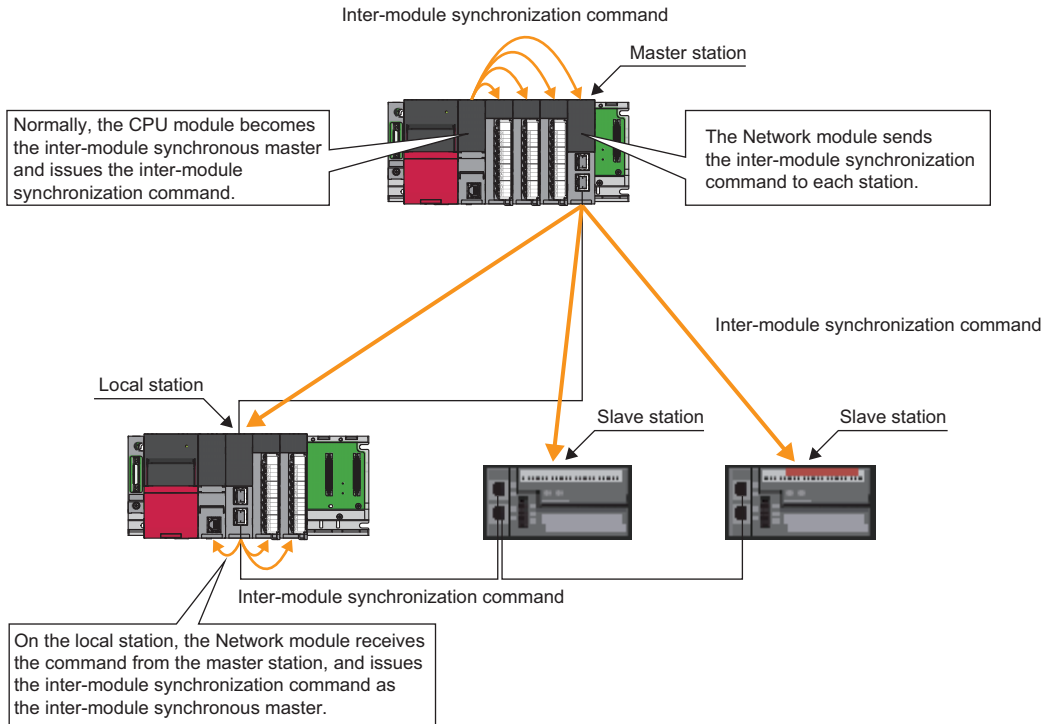 Inter-module synchronization command
Master station
Normally, the CPU module becomes
the inter-module synchronous master
and issues the inter-module
synchronization command.
The Network module sends
the inter-module synchronization
command to each station.
Inter-module synchronization command
Local station
Slave station
Slave station
Inter-module synchronization command
On the local station, the Network module receives
the command from the master station, and issues
the inter-module synchronization command as
the inter-module synchronous master.